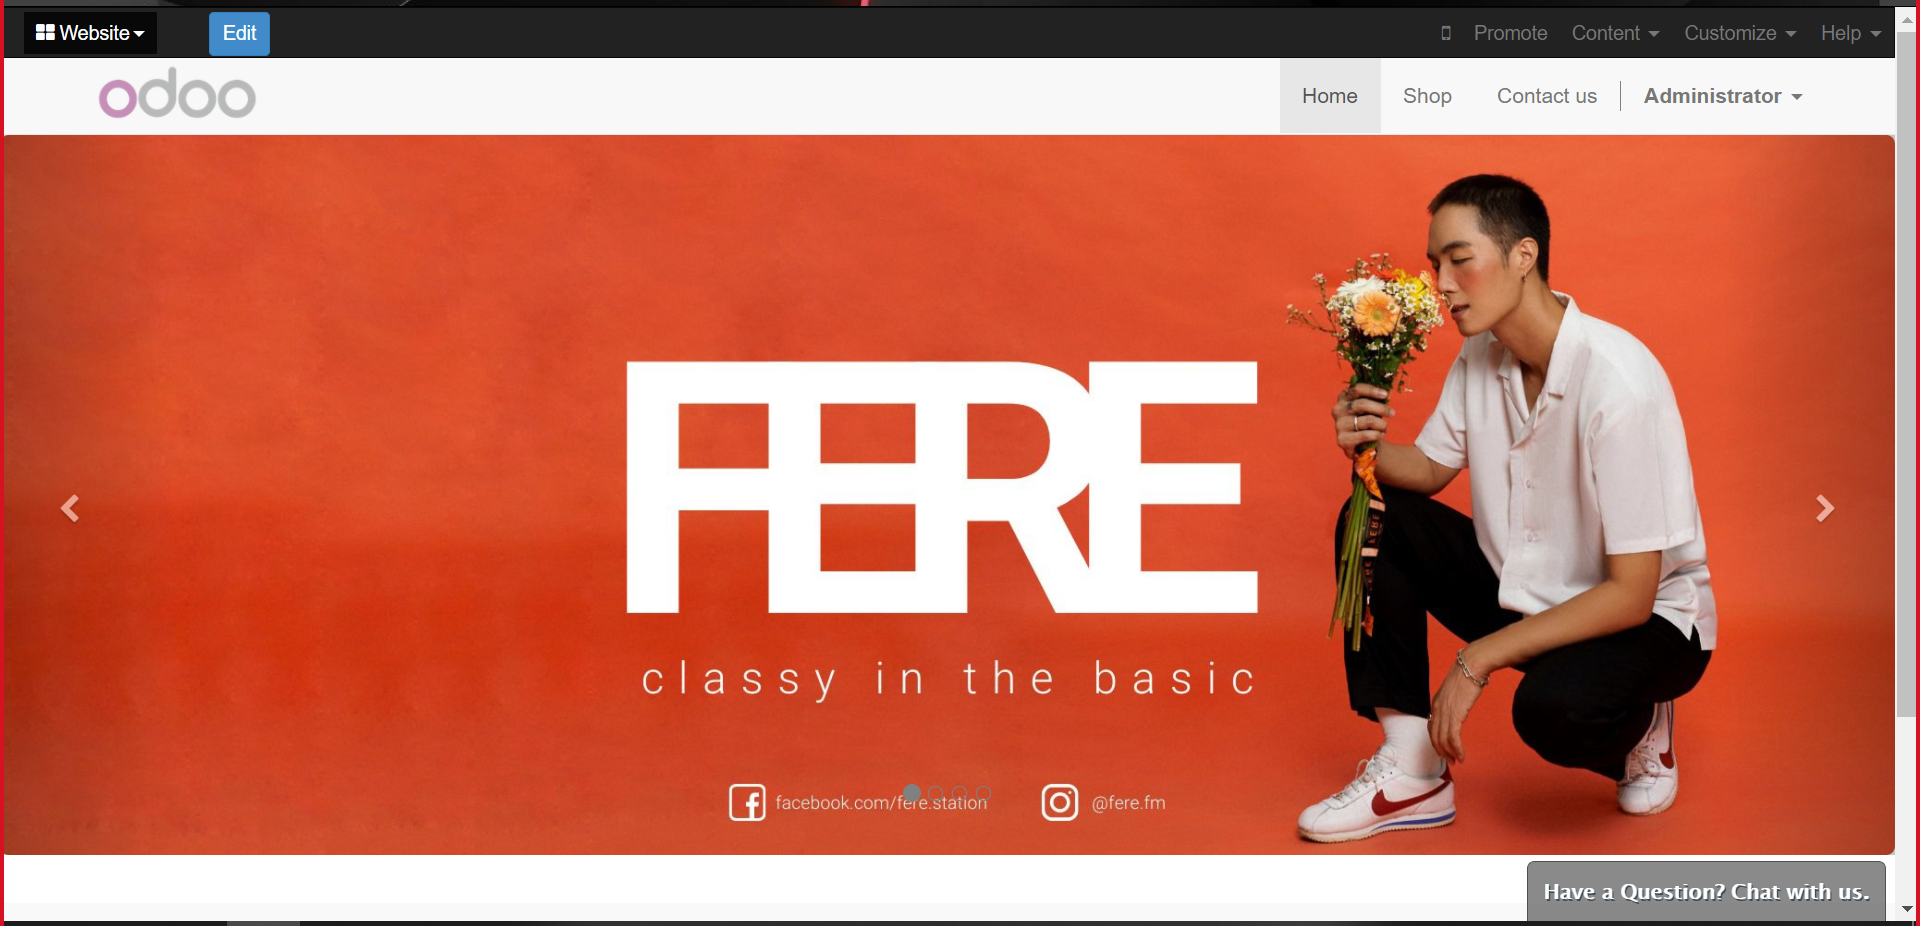 Website Edit Promote Content Customize Help
odoo Home Shop Contact us Administrator
FERE
classy in the basic
facebook.com/fere.station @fere.fm
FERE
Have a Question? Chat with us.